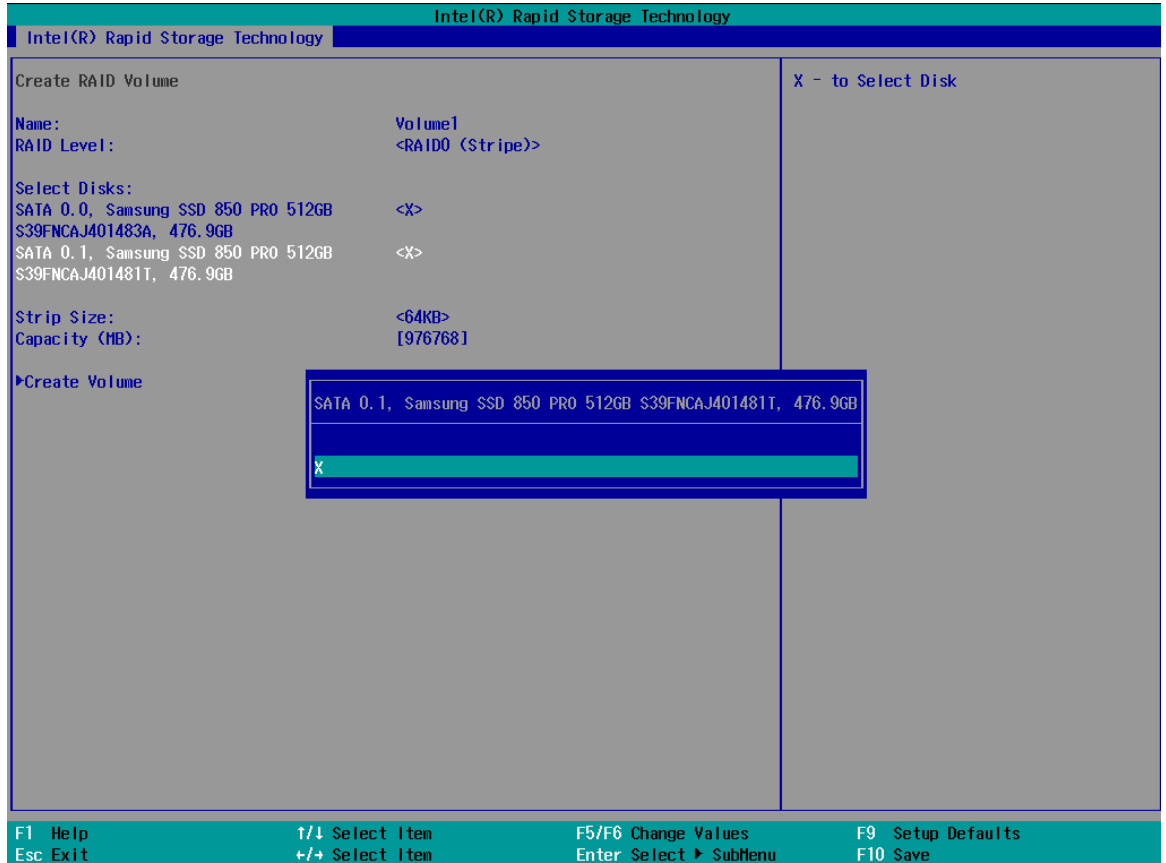 Intel(R) Rapid Storage Technology
Intel(R) Rapid Storage Technology
Create RAID Volume
X - to Select Disk
Name: Volume1
RAID Level: <RAID0 (Stripe)>
Select Disks:
SATA 0.0, Samsung SSD 850 PRO 512GB <X>
S39FNCAJ401483A, 476.9GB
SATA 0.1, Samsung SSD 850 PRO 512GB <X>
S39FNCAJ401481T, 476.9GB
Strip Size: <64KB>
Capacity (MB): [976768]
▶Create Volume
SATA 0.1, Samsung SSD 850 PRO 512GB S39FNCAJ401481T, 476.9GB
X
F1 Help ↑/↓ Select Item F5/F6 Change Values F9 Setup Defaults
Esc Exit ←/→ Select Item Enter Select ▶ SubMenu F10 Save